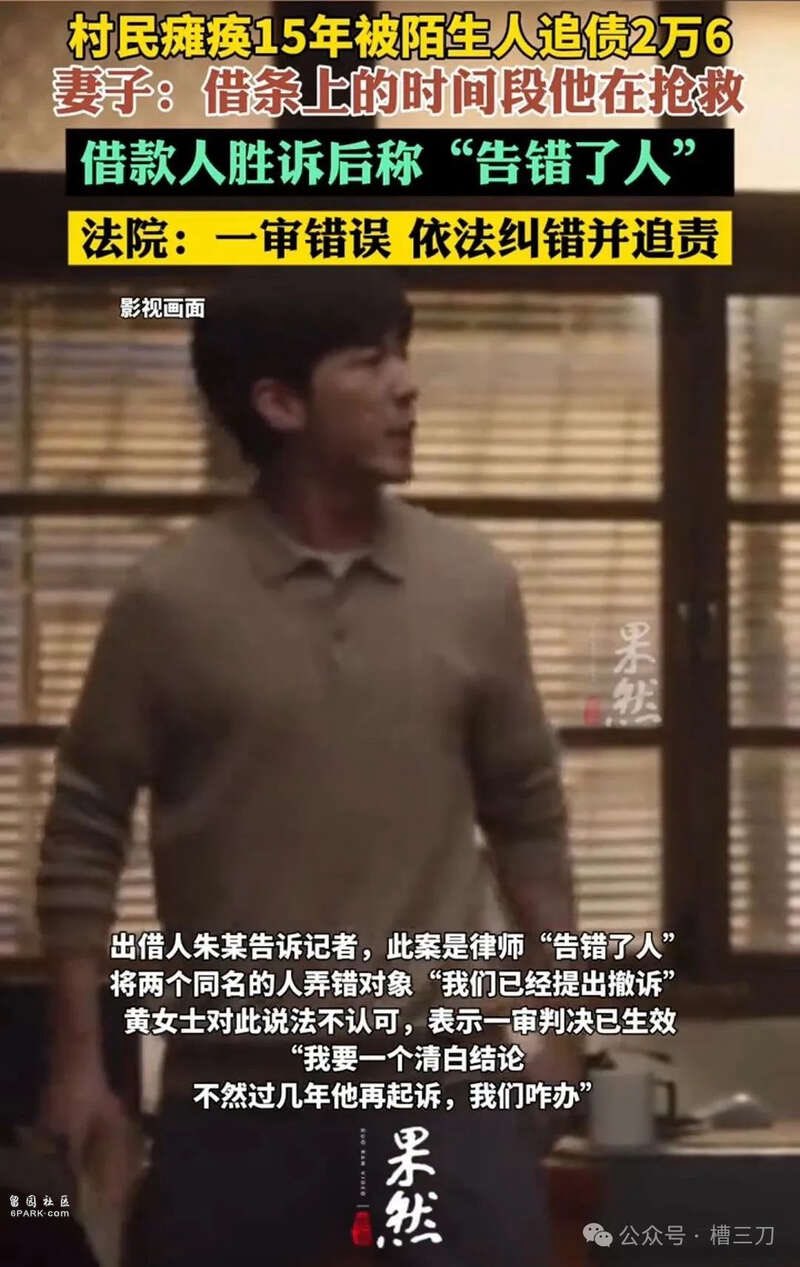 村民瘫痪15年被陌生人追债2万6
妻子：借条上的时间段他在抢救
借款人胜诉后称“告错了人”
法院：一审错误 依法纠错并追责
影视画面
果然
出借人朱某告诉记者，此案是律师“告错了人”
将两个同名的人弄错对象“我们已经提出撤诉”
黄女士对此说法不认可，表示一审判决已生效
“我要一个清白结论
不然过几年他再起诉，我们咋办”
GUO RAN VIDEO
果然
留园社区
6PARK.com
公众号·槽三刀